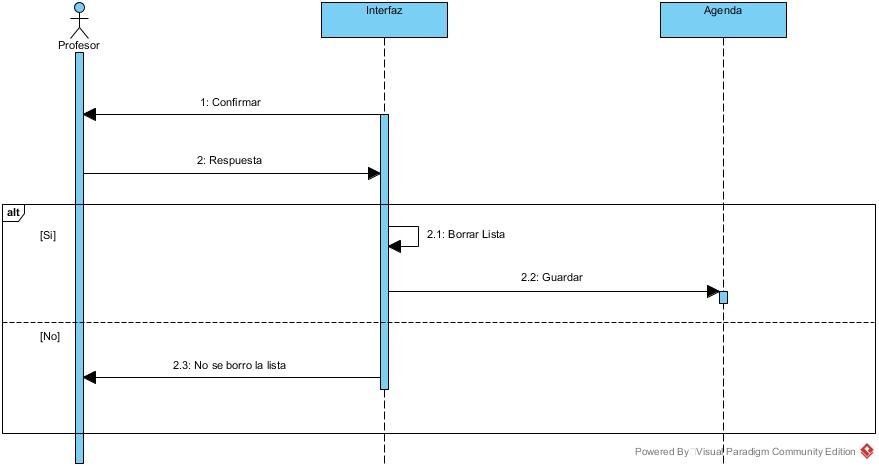 Interfaz
Agenda
Profesor
1: Confirmar
2: Respuesta
alt
[Si]
2.1: Borrar Lista
2.2: Guardar
[No]
2.3: No se borro la lista
Powered By Visual Paradigm Community Edition